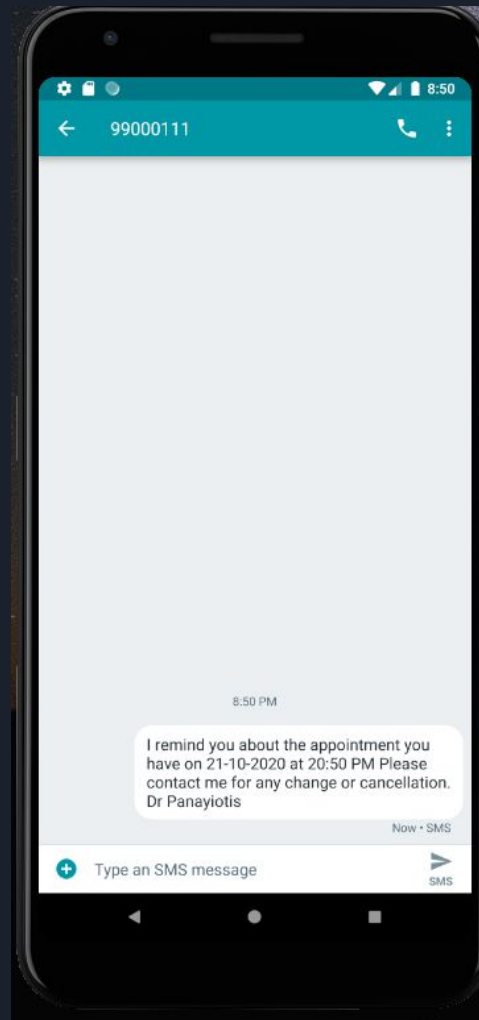 8:50
99000111
8:50 PM
I remind you about the appointment you
have on 21-10-2020 at 20:50 PM Please
contact me for any change or cancellation.
Dr Panayiotis
Now • SMS
Type an SMS message
SMS